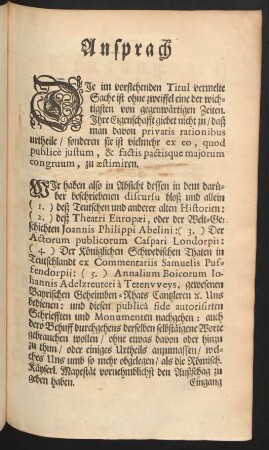 Ansprach
Die im vorstehenden Titul vermelte
Sache ist ohne zweiffel eine der wich-
tigsten von gegenwärtigen Zeiten.
Ihre Eigenschafft giebet nicht zu / daß
man davon privatis rationibus
urtheile / sonderen sie ist vielmehr ex eo, quod
publicè justum, & factis pactisque majorum
congruum, zu æstimiren.
Wir haben also in Absicht dessen in dem darü-
ber beschriebenen discursu bloß und allein
(1.) deß Teutschen und anderer alten Historien:
(2.) deß Theatri Europæi, oder der Welt-Ge-
schichten Joannis Philippi Abelini: (3.) Der
Actorum publicorum Caspari Londorpii:
(4.) Der Königlichen Schwedischen Thaten in
Teutschland: ex Commentariis Samuelis Puf-
fendorpii: (5.) Annalium Boicorum Jo-
hannis Adelzreuteri à Tetenvveys, gewesenen
Bayrischen Geheimben-Rhats Canzleren &c. Uns
bedienen: und diesen publicâ fide autorisirten
Schriefften und Monumenten nachgehen: auch
dero Behuff durchgehends derselben selbstäigene Worte
gebrauchen wollen / ohne etwas davon oder hinzu
zu thun / oder einiges Urtheils anzumassen / wel-
ches Uns umb so mehr obgelegen / als die Römisch.
Käyserl. Mayestät vornehmblichst den Außschag zu
geben haben.
Eingang